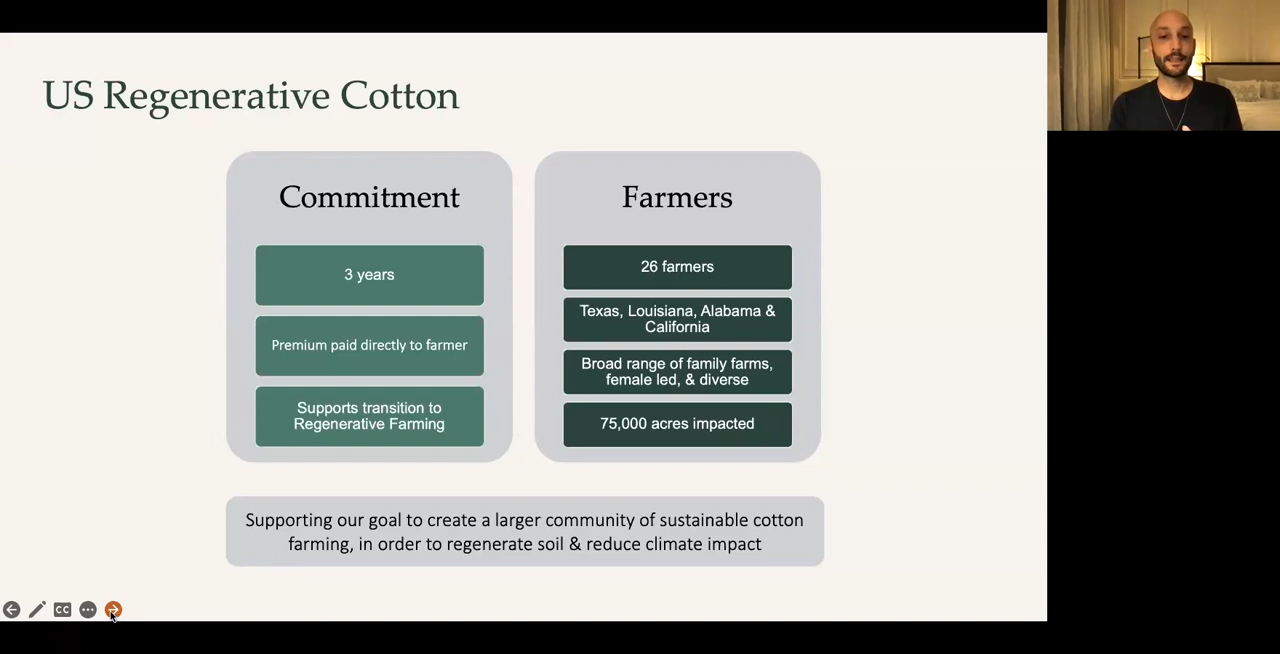 US Regenerative Cotton
Commitment
3 years
Premium paid directly to farmer
Supports transition to
Regenerative Farming
Farmers
26 farmers
Texas, Louisiana, Alabama &
California
Broad range of family farms,
female led, & diverse
75,000 acres impacted
Supporting our goal to create a larger community of sustainable cotton
farming, in order to regenerate soil & reduce climate impact
CC